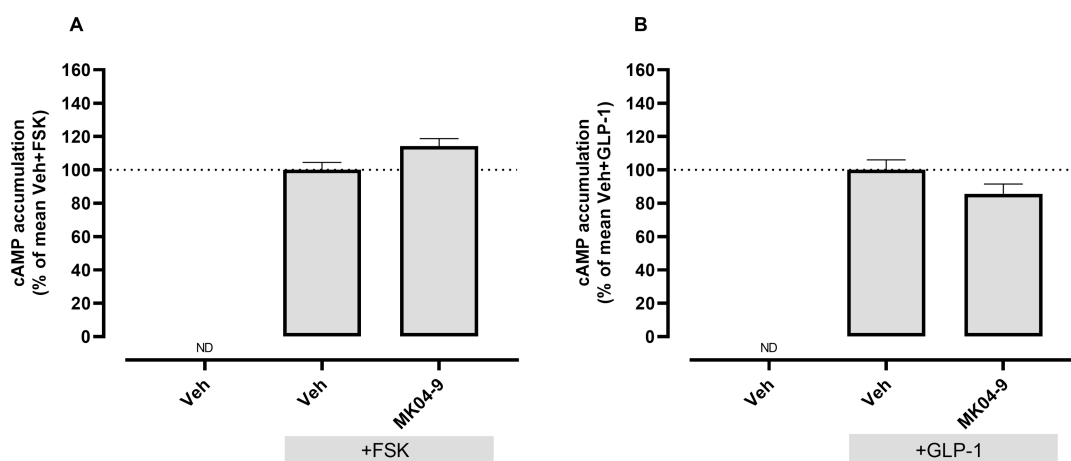 A
cAMP accumulation
(% of mean Veh+FSK)
160
140
120
100
80
60
40
20
0
ND
Veh
Veh
MK04-9
+FSK
B
cAMP accumulation
(% of mean Veh+GLP-1)
160
140
120
100
80
60
40
20
0
ND
Veh
Veh
MK04-9
+GLP-1